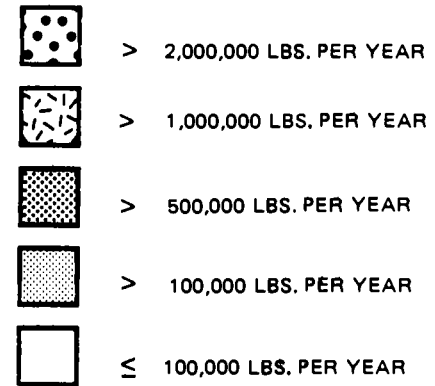 > 2,000,000 LBS. PER YEAR
> 1,000,000 LBS. PER YEAR
> 500,000 LBS. PER YEAR
> 100,000 LBS. PER YEAR
≤ 100,000 LBS. PER YEAR